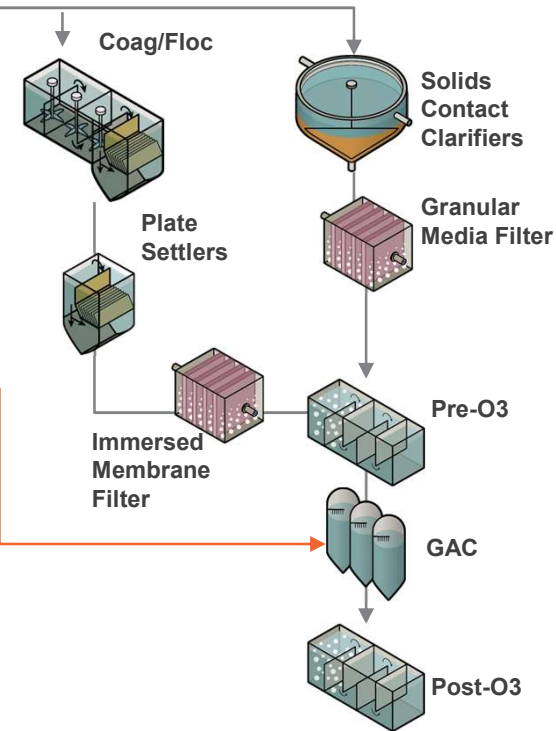 Coag/Floc
Solids
Contact
Clarifiers
Plate
Settlers
Granular
Media Filter
Immersed
Membrane
Filter
Pre-O3
GAC
Post-O3